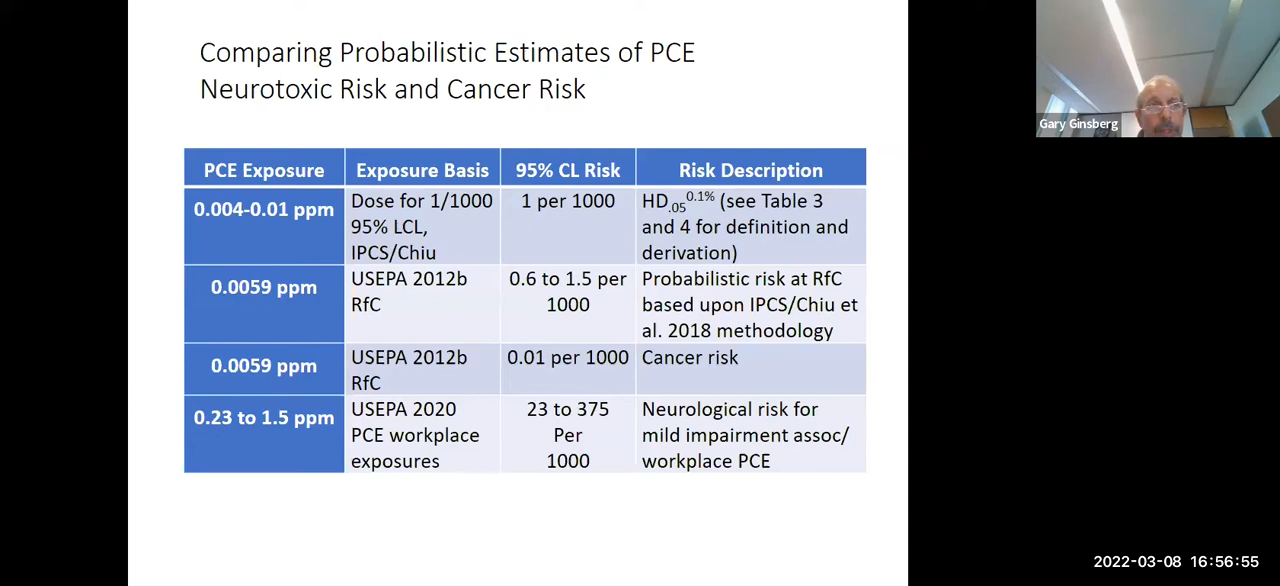 Comparing Probabilistic Estimates of PCE
Neurotoxic Risk and Cancer Risk
Gary Ginsberg
PCE Exposure
Exposure Basis
95% CL Risk
Risk Description
0.004-0.01 ppm
Dose for 1/1000
95% LCL,
IPCS/Chiu
1 per 1000
HD.05^0.1% (see Table 3
and 4 for definition and
derivation)
0.0059 ppm
USEPA 2012b
RfC
0.6 to 1.5 per
1000
Probabilistic risk at RfC
based upon IPCS/Chiu et
al. 2018 methodology
0.0059 ppm
USEPA 2012b
RfC
0.01 per 1000
Cancer risk
0.23 to 1.5 ppm
USEPA 2020
PCE workplace
exposures
23 to 375
Per
1000
Neurological risk for
mild impairment assoc/
workplace PCE
2022-03-08 16:56:55